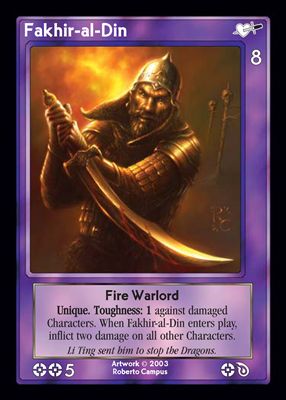 Fakhir-al-Din
8
Fire Warlord
Unique. Toughness: 1 against damaged
Characters. When Fakhir-al-Din enters play,
inflict two damage on all other Characters.
Li Ting sent him to stop the Dragons.
5
Artwork © 2003
Roberto Campus